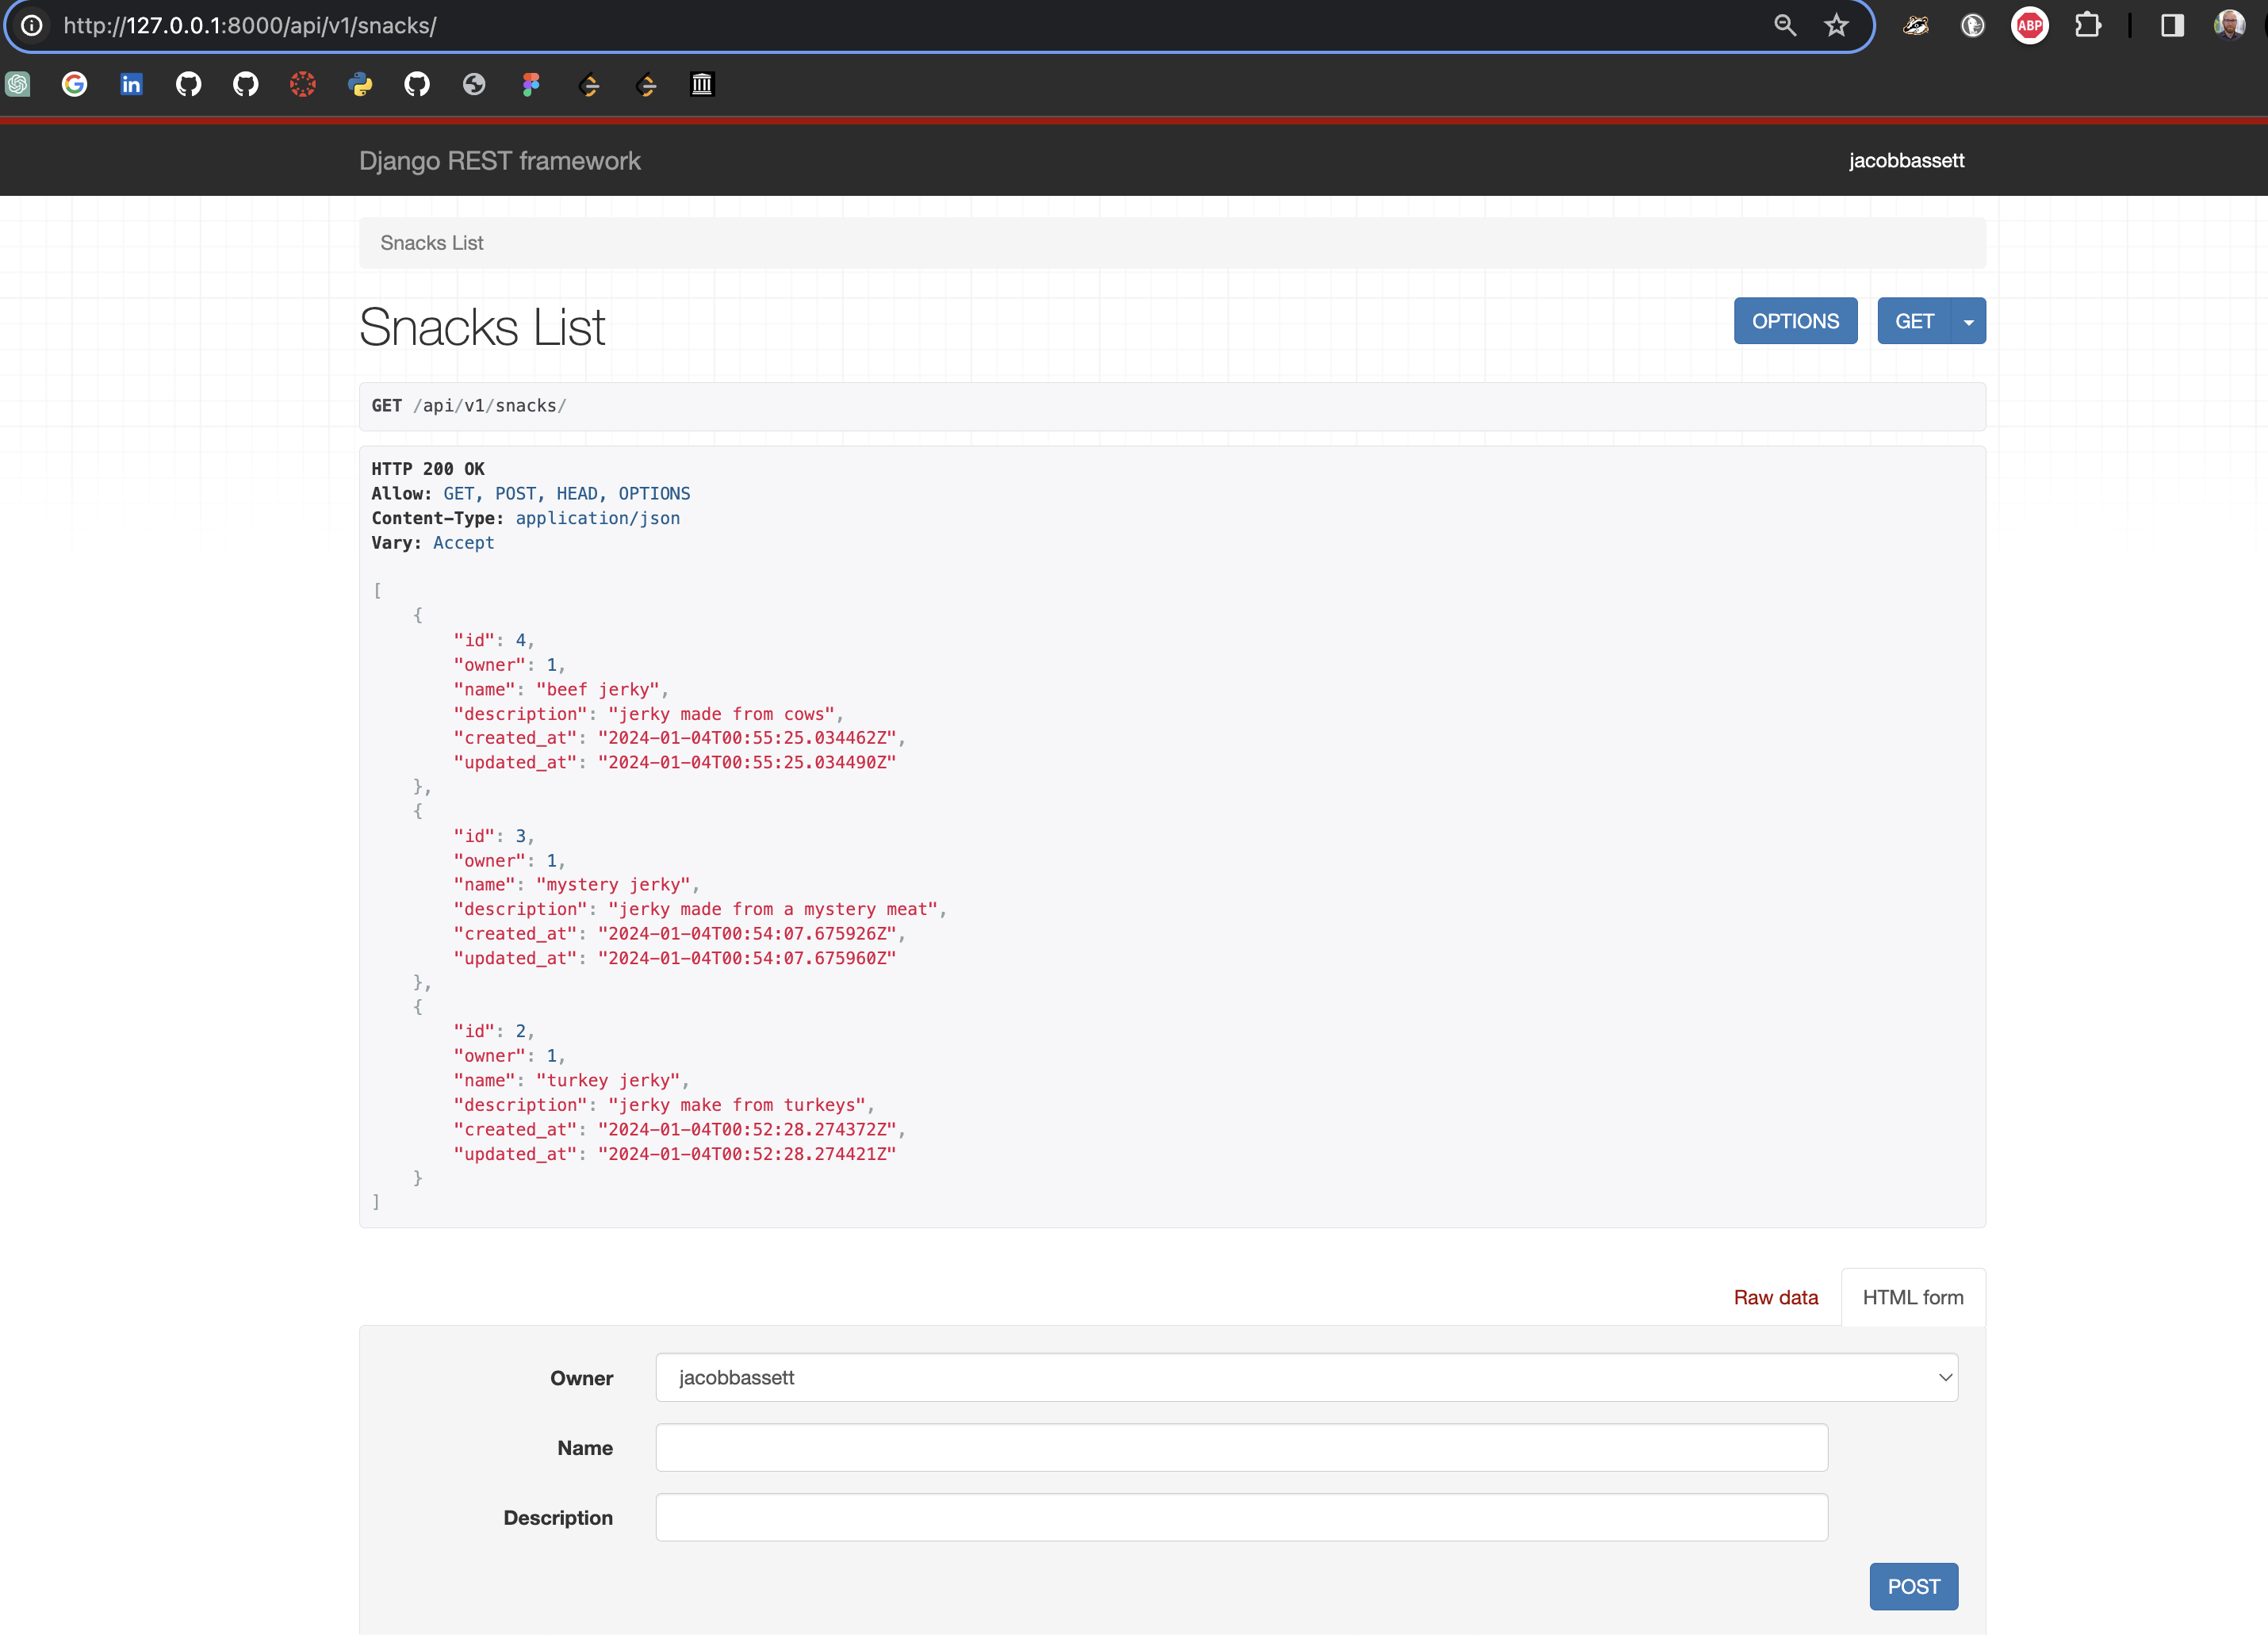 http://127.0.0.1:8000/api/v1/snacks/
ABP
in
Django REST framework
jacobbassett
Snacks List
Snacks List
OPTIONS
GET
GET /api/v1/snacks/
HTTP 200 OK
Allow: GET, POST, HEAD, OPTIONS
Content-Type: application/json
Vary: Accept
[
    {
        "id": 4,
        "owner": 1,
        "name": "beef jerky",
        "description": "jerky made from cows",
        "created_at": "2024-01-04T00:55:25.034462Z",
        "updated_at": "2024-01-04T00:55:25.034490Z"
    },
    {
        "id": 3,
        "owner": 1,
        "name": "mystery jerky",
        "description": "jerky made from a mystery meat",
        "created_at": "2024-01-04T00:54:07.675926Z",
        "updated_at": "2024-01-04T00:54:07.675960Z"
    },
    {
        "id": 2,
        "owner": 1,
        "name": "turkey jerky",
        "description": "jerky make from turkeys",
        "created_at": "2024-01-04T00:52:28.274372Z",
        "updated_at": "2024-01-04T00:52:28.274421Z"
    }
]
Raw data
HTML form
Owner
jacobbassett
Name
Description
POST